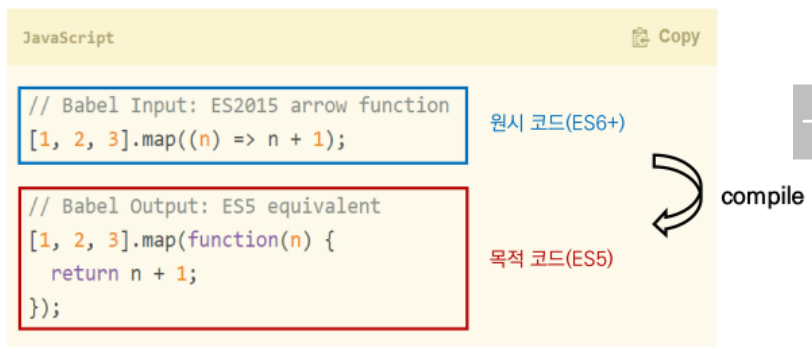 JavaScript
Copy
// Babel Input: ES2015 arrow function
[1, 2, 3].map((n) => n + 1);
원시 코드(ES6+)
compile
// Babel Output: ES5 equivalent
[1, 2, 3].map(function(n) {
  return n + 1;
});
목적 코드(ES5)